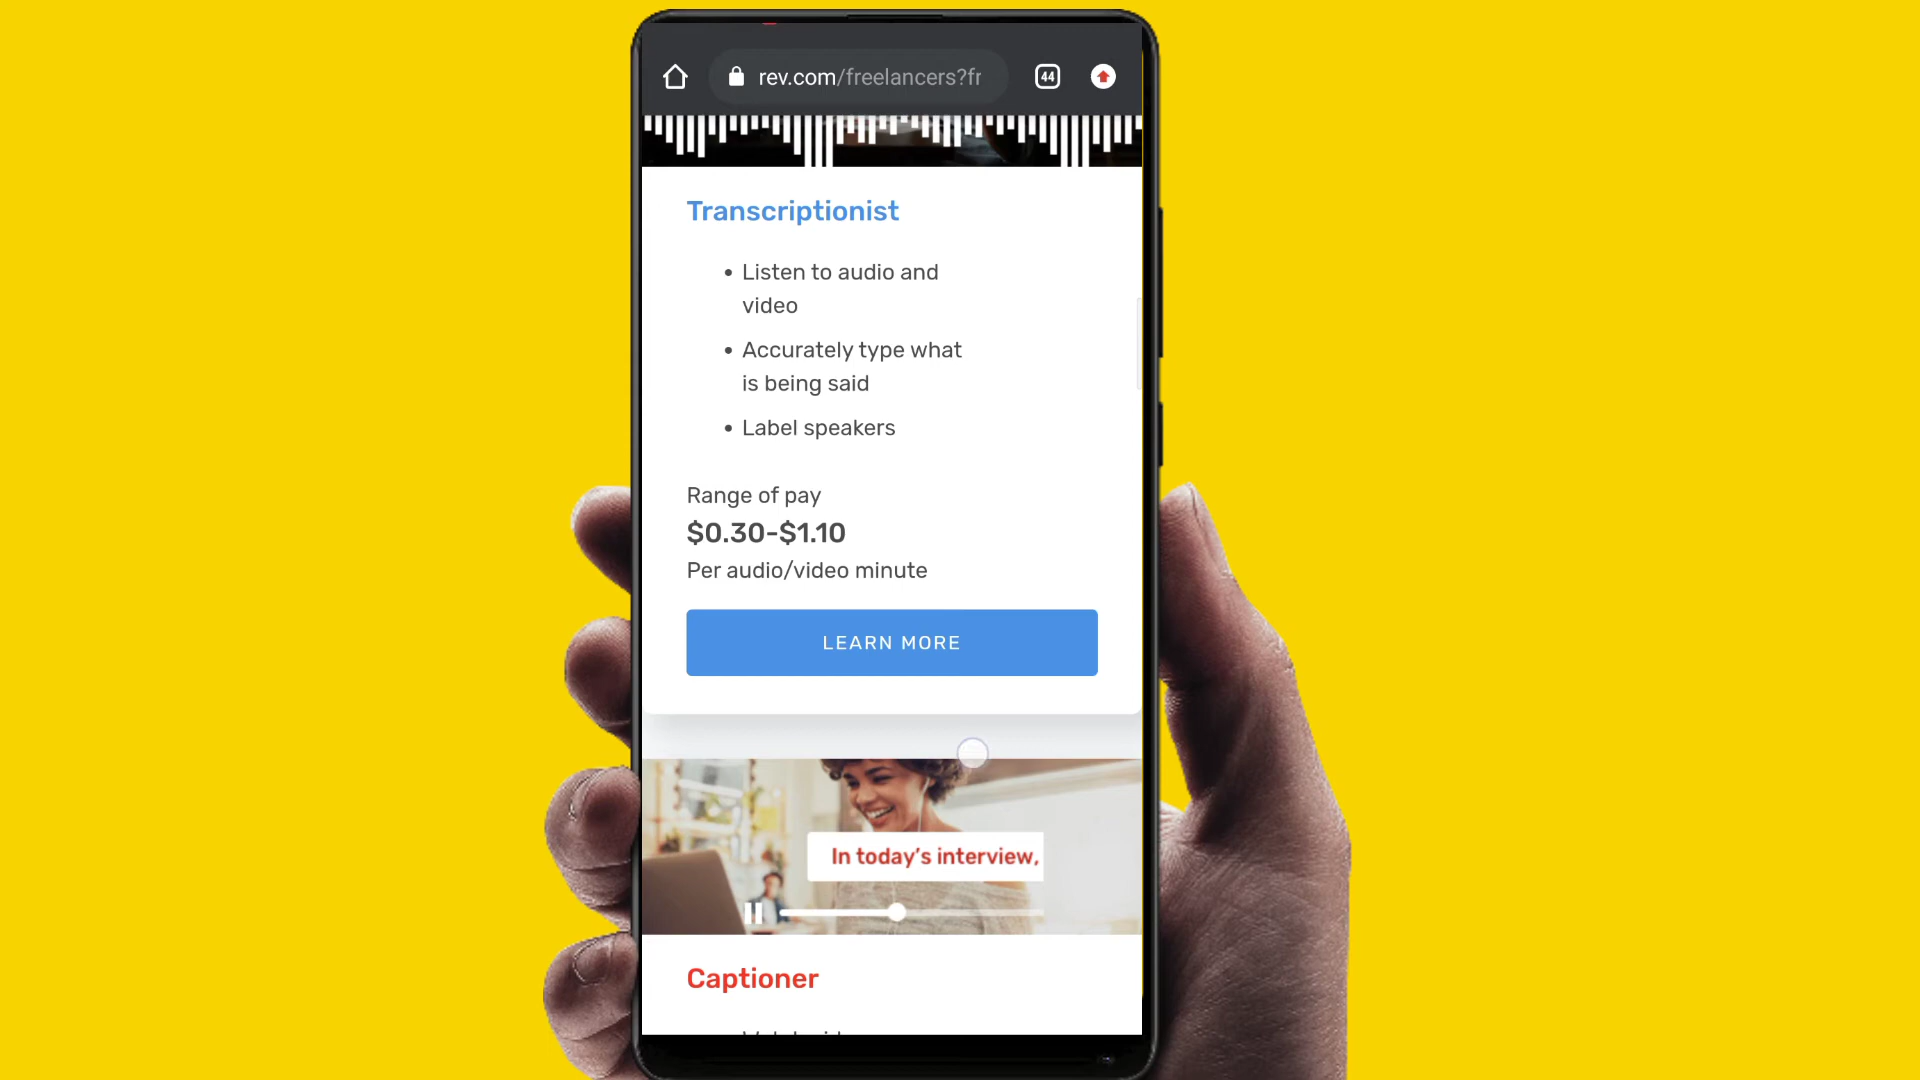 rev.com/freelancers?fr
44
Transcriptionist
• Listen to audio and
video
• Accurately type what
is being said
• Label speakers
Range of pay
$0.30-$1.10
Per audio/video minute
LEARN MORE
In today's interview,
Captioner